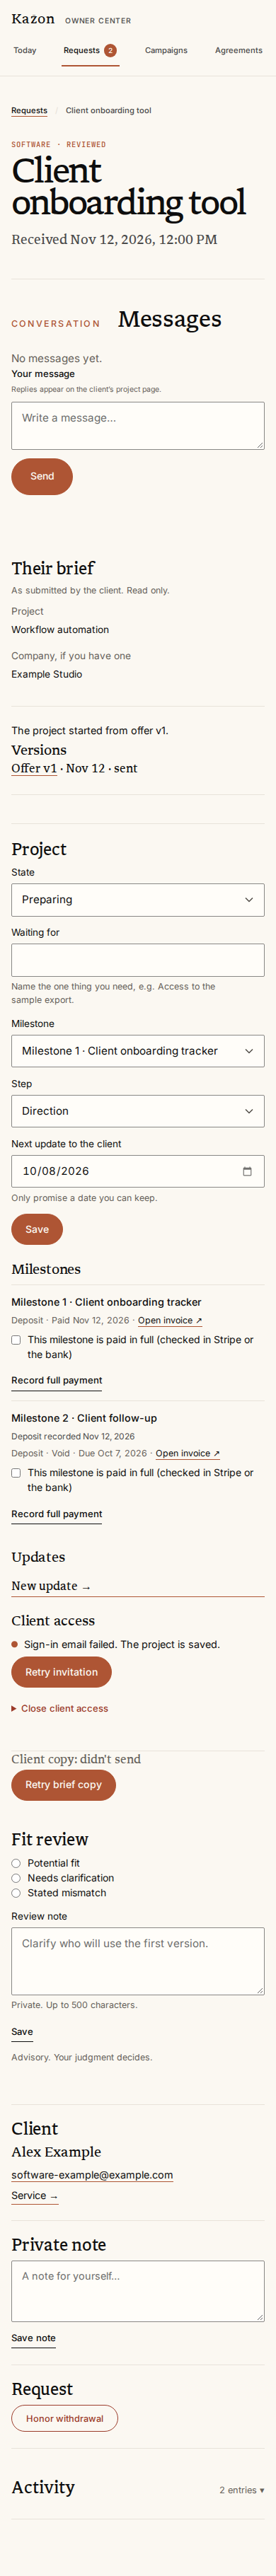 Kazon OWNER CENTER
Today Requests 2 Campaigns Agreements
Requests Client onboarding tool
SOFTWARE · REVIEWED
Client
onboarding tool
Received Nov 12, 2026, 12:00 PM
CONVERSATION Messages
No messages yet.
Your message
Replies appear on the client's project page.
Write a message...
Send
Their brief
As submitted by the client. Read only.
Project
Workflow automation
Company, if you have one
Example Studio
The project started from offer v1.
Versions
Offer v1 · Nov 12 · sent
Project
State
Preparing
Waiting for
Name the one thing you need, e.g. Access to the
sample export.
Milestone
Milestone 1 · Client onboarding tracker
Step
Direction
Next update to the client
10/08/2026
Only promise a date you can keep.
Save
Milestones
Milestone 1 · Client onboarding tracker
Deposit · Paid Nov 12, 2026 · Open invoice ↗
This milestone is paid in full (checked in Stripe or
the bank)
Record full payment
Milestone 2 · Client follow-up
Deposit recorded Nov 12, 2026
Deposit · Void · Due Oct 7, 2026 · Open invoice ↗
This milestone is paid in full (checked in Stripe or
the bank)
Record full payment
Updates
New update →
Client access
Sign-in email failed. The project is saved.
Retry invitation
▶ Close client access
Client copy: didn't send
Retry brief copy
Fit review
Potential fit
Needs clarification
Stated mismatch
Review note
Clarify who will use the first version.
Private. Up to 500 characters.
Save
Advisory. Your judgment decides.
Client
Alex Example
software-example@example.com
Service →
Private note
A note for yourself...
Save note
Request
Honor withdrawal
Activity 2 entries ▾